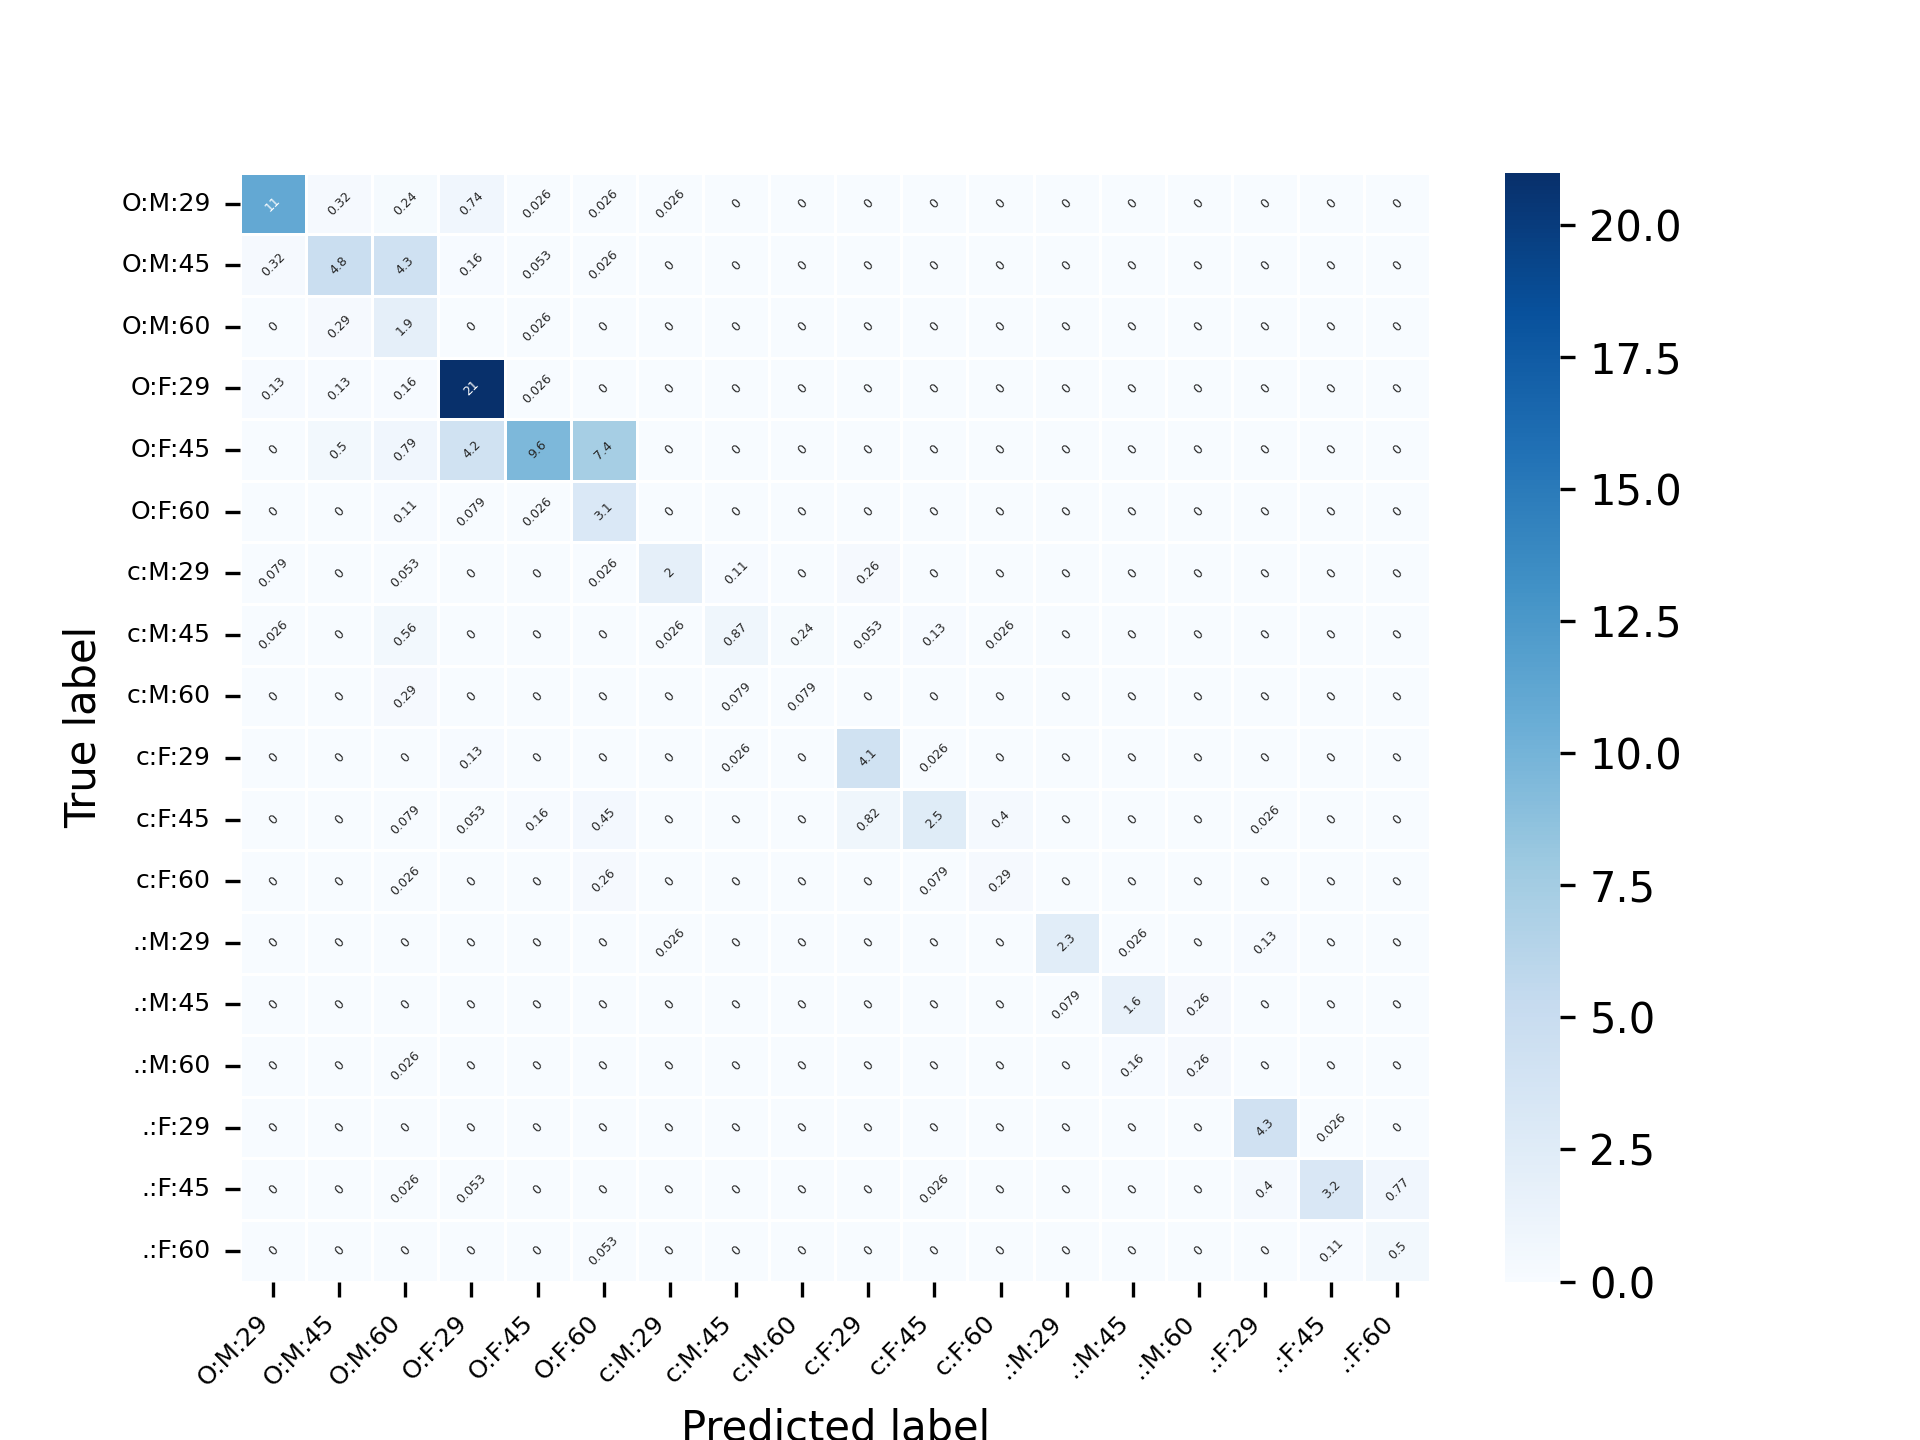 O:M:29 11 0.32 0.24 0.74 0.026 0.026 0.026 0 0 0 0 0 0 0 0 0 0 0
O:M:45 0.32 4.8 4.3 0.16 0.053 0.026 0 0 0 0 0 0 0 0 0 0 0 0
O:M:60 0 0.29 1.9 0 0.026 0 0 0 0 0 0 0 0 0 0 0 0 0
O:F:29 0.13 0.13 0.16 21 0.026 0 0 0 0 0 0 0 0 0 0 0 0 0
O:F:45 0 0.5 0.79 4.2 9.6 7.4 0 0 0 0 0 0 0 0 0 0 0 0
O:F:60 0 0 0.11 0.079 0.026 3.1 0 0 0 0 0 0 0 0 0 0 0 0
c:M:29 0.079 0 0.053 0 0 0.026 2 0.11 0 0.26 0 0 0 0 0 0 0 0
c:M:45 0.026 0 0.56 0 0 0 0.026 0.87 0.24 0.053 0.13 0.026 0 0 0 0 0 0
c:M:60 0 0 0.29 0 0 0 0 0.079 0.079 0 0 0 0 0 0 0 0 0
c:F:29 0 0 0 0.13 0 0 0 0.026 0 4.1 0.026 0 0 0 0 0 0 0
c:F:45 0 0 0.079 0.053 0.16 0.45 0 0 0 0.82 2.5 0.4 0 0 0 0.026 0 0
c:F:60 0 0 0.026 0 0 0.26 0 0 0 0 0.079 0.29 0 0 0 0 0 0
.:M:29 0 0 0 0 0 0 0.026 0 0 0 0 0 2.3 0.026 0 0.13 0 0
.:M:45 0 0 0 0 0 0 0 0 0 0 0 0 0.079 1.6 0.26 0 0 0
.:M:60 0 0 0.026 0 0 0 0 0 0 0 0 0 0 0.16 0.26 0 0 0
.:F:29 0 0 0 0 0 0 0 0 0 0 0 0 0 0 0 4.3 0.026 0
.:F:45 0 0 0.026 0.053 0 0 0 0 0 0 0.026 0 0 0 0 0.4 3.2 0.77
.:F:60 0 0 0 0 0 0.053 0 0 0 0 0 0 0 0 0 0 0.11 0.5
O:M:29 O:M:45 O:M:60 O:F:29 O:F:45 O:F:60 c:M:29 c:M:45 c:M:60 c:F:29 c:F:45 c:F:60 .:M:29 .:M:45 .:M:60 .:F:29 .:F:45 .:F:60
Predicted label
True label
20.0
17.5
15.0
12.5
10.0
7.5
5.0
2.5
0.0